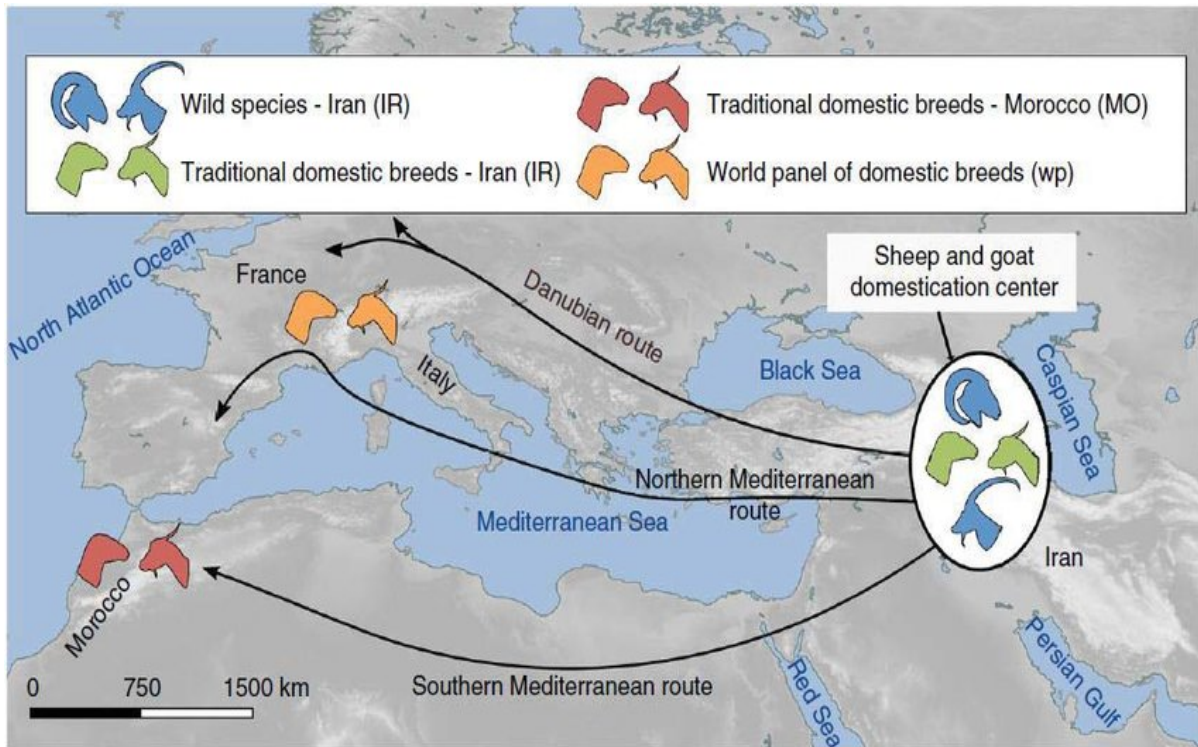 Wild species - Iran (IR)
Traditional domestic breeds - Morocco (MO)
Traditional domestic breeds - Iran (IR)
World panel of domestic breeds (wp)
North Atlantic Ocean
France
Danubian route
Sheep and goat
domestication center
Italy
Black Sea
Caspian Sea
Northern Mediterranean
route
Mediterranean Sea
Iran
Morocco
Southern Mediterranean route
Red Sea
Persian Gulf
0 750 1500 km